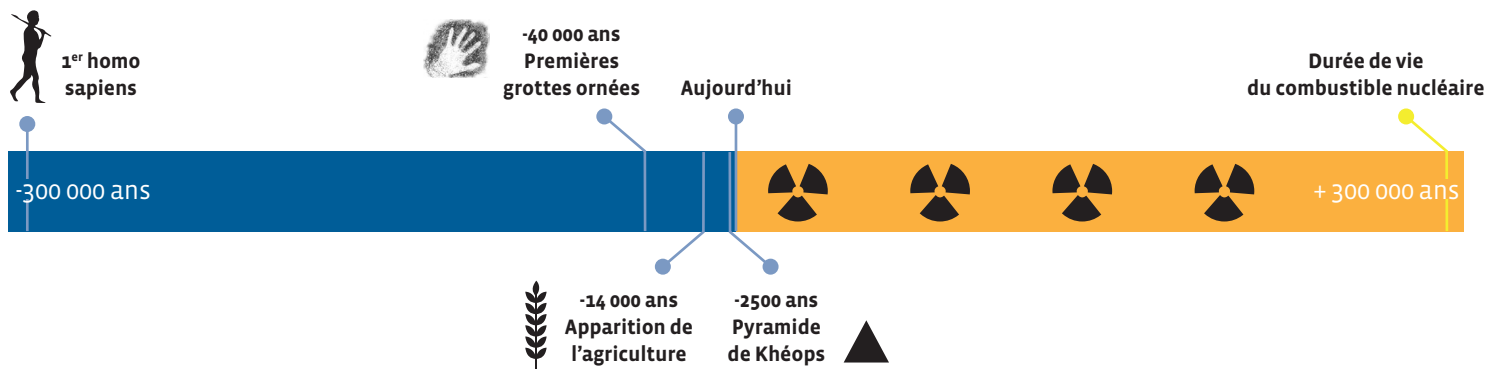 1er homo
sapiens
-40 000 ans
Premières
grottes ornées
Aujourd’hui
Durée de vie
du combustible nucléaire
-300 000 ans
+ 300 000 ans
-14 000 ans
Apparition de
l’agriculture
-2500 ans
Pyramide
de Khéops